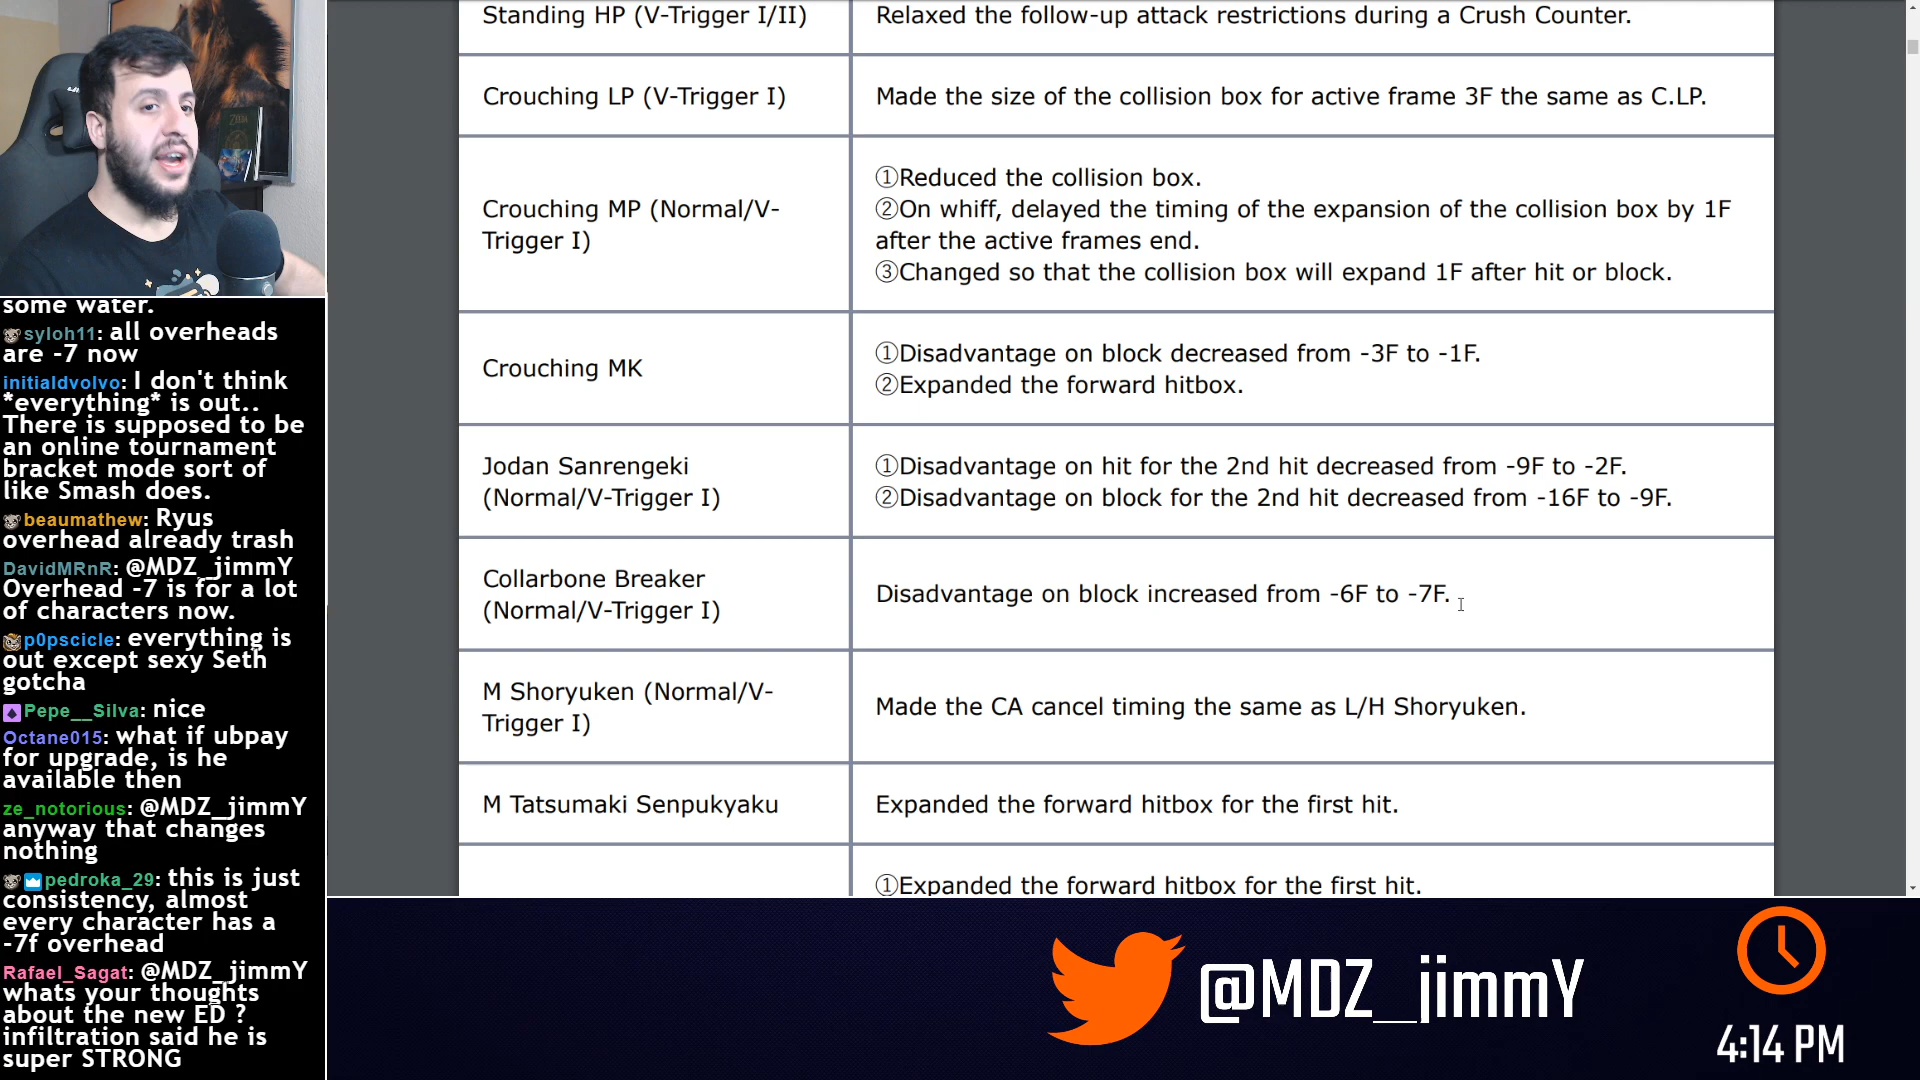 Standing HP (V-Trigger I/II)
Relaxed the follow-up attack restrictions during a Crush Counter.
Crouching LP (V-Trigger I)
Made the size of the collision box for active frame 3F the same as C.LP.
Crouching MP (Normal/V-
Trigger I)
①Reduced the collision box.
②On whiff, delayed the timing of the expansion of the collision box by 1F
after the active frames end.
③Changed so that the collision box will expand 1F after hit or block.
Crouching MK
①Disadvantage on block decreased from -3F to -1F.
②Expanded the forward hitbox.
Jodan Sanrengeki
(Normal/V-Trigger I)
①Disadvantage on hit for the 2nd hit decreased from -9F to -2F.
②Disadvantage on block for the 2nd hit decreased from -16F to -9F.
Collarbone Breaker
(Normal/V-Trigger I)
Disadvantage on block increased from -6F to -7F.
M Shoryuken (Normal/V-
Trigger I)
Made the CA cancel timing the same as L/H Shoryuken.
M Tatsumaki Senpukyaku
Expanded the forward hitbox for the first hit.
①Expanded the forward hitbox for the first hit.
ZELDA
some water.
syloh11: all overheads
are -7 now
initialdvolvo: I don't think
*everything* is out..
There is supposed to be
an online tournament
bracket mode sort of
like Smash does.
beaumathew: Ryus
overhead already trash
DavidMRnR: @MDZ_jimmY
Overhead -7 is for a lot
of characters now.
p0pscicle: everything is
out except sexy Seth
gotcha
Pepe__Silva: nice
Octane015: what if ubpay
for upgrade, is he
available then
ze_notorious: @MDZ_jimmY
anyway that changes
nothing
pedroka_29: this is just
consistency, almost
every character has a
-7f overhead
Rafael_Sagat: @MDZ_jimmY
whats your thoughts
about the new ED ?
infiltration said he is
super STRONG
@MDZ_jimmY
4:14 PM